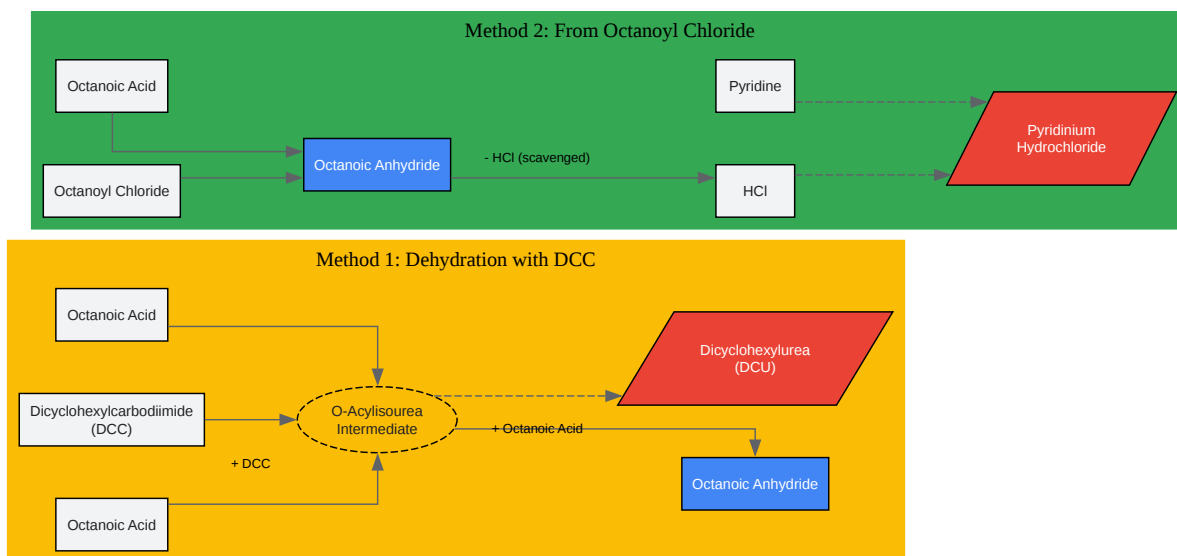 Method 2: From Octanoyl Chloride
Octanoic Acid
Pyridine
Pyridinium
Hydrochloride
Octanoic Anhydride
- HCl (scavenged)
Octanoyl Chloride
HCl
Method 1: Dehydration with DCC
Octanoic Acid
Dicyclohexylurea
(DCU)
Dicyclohexylcarbodiimide
(DCC)
O-Acylisourea
Intermediate
+ Octanoic Acid
+ DCC
Octanoic Anhydride
Octanoic Acid